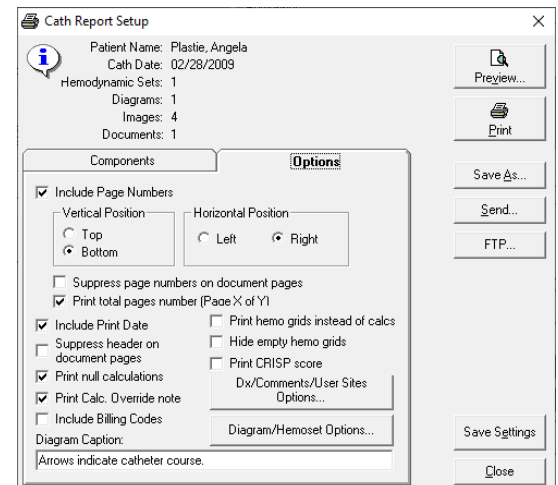 Cath Report Setup
Patient Name: Plastie, Angela
Cath Date: 02/28/2009
Hemodynamic Sets: 1
Diagrams: 1
Images: 4
Documents: 1
Preview...
Print
Components
Options
Save As...
Send...
FTP...
Include Page Numbers
Vertical Position
Top
Bottom
Horizontal Position
Left
Right
Suppress page numbers on document pages
Print total pages number (Page X of Y)
Include Print Date
Suppress header on
document pages
Print null calculations
Print Calc. Override note
Include Billing Codes
Print hemo grids instead of calcs
Hide empty hemo grids
Print CRISP score
Dx/Comments/User Sites
Options...
Diagram/Hemoset Options...
Diagram Caption:
Arrows indicate catheter course.
Save Settings
Close